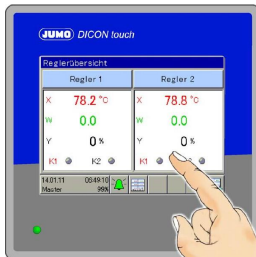 JUMO DICON touch
Reglerübersicht
Regler 1 Regler 2
X 78.2 °C X 78.8 °C
W 0.0 W 0.0
Y 0 % Y 0 %
K1 K2 K1
14.01.11 06:49:10
Master 99%